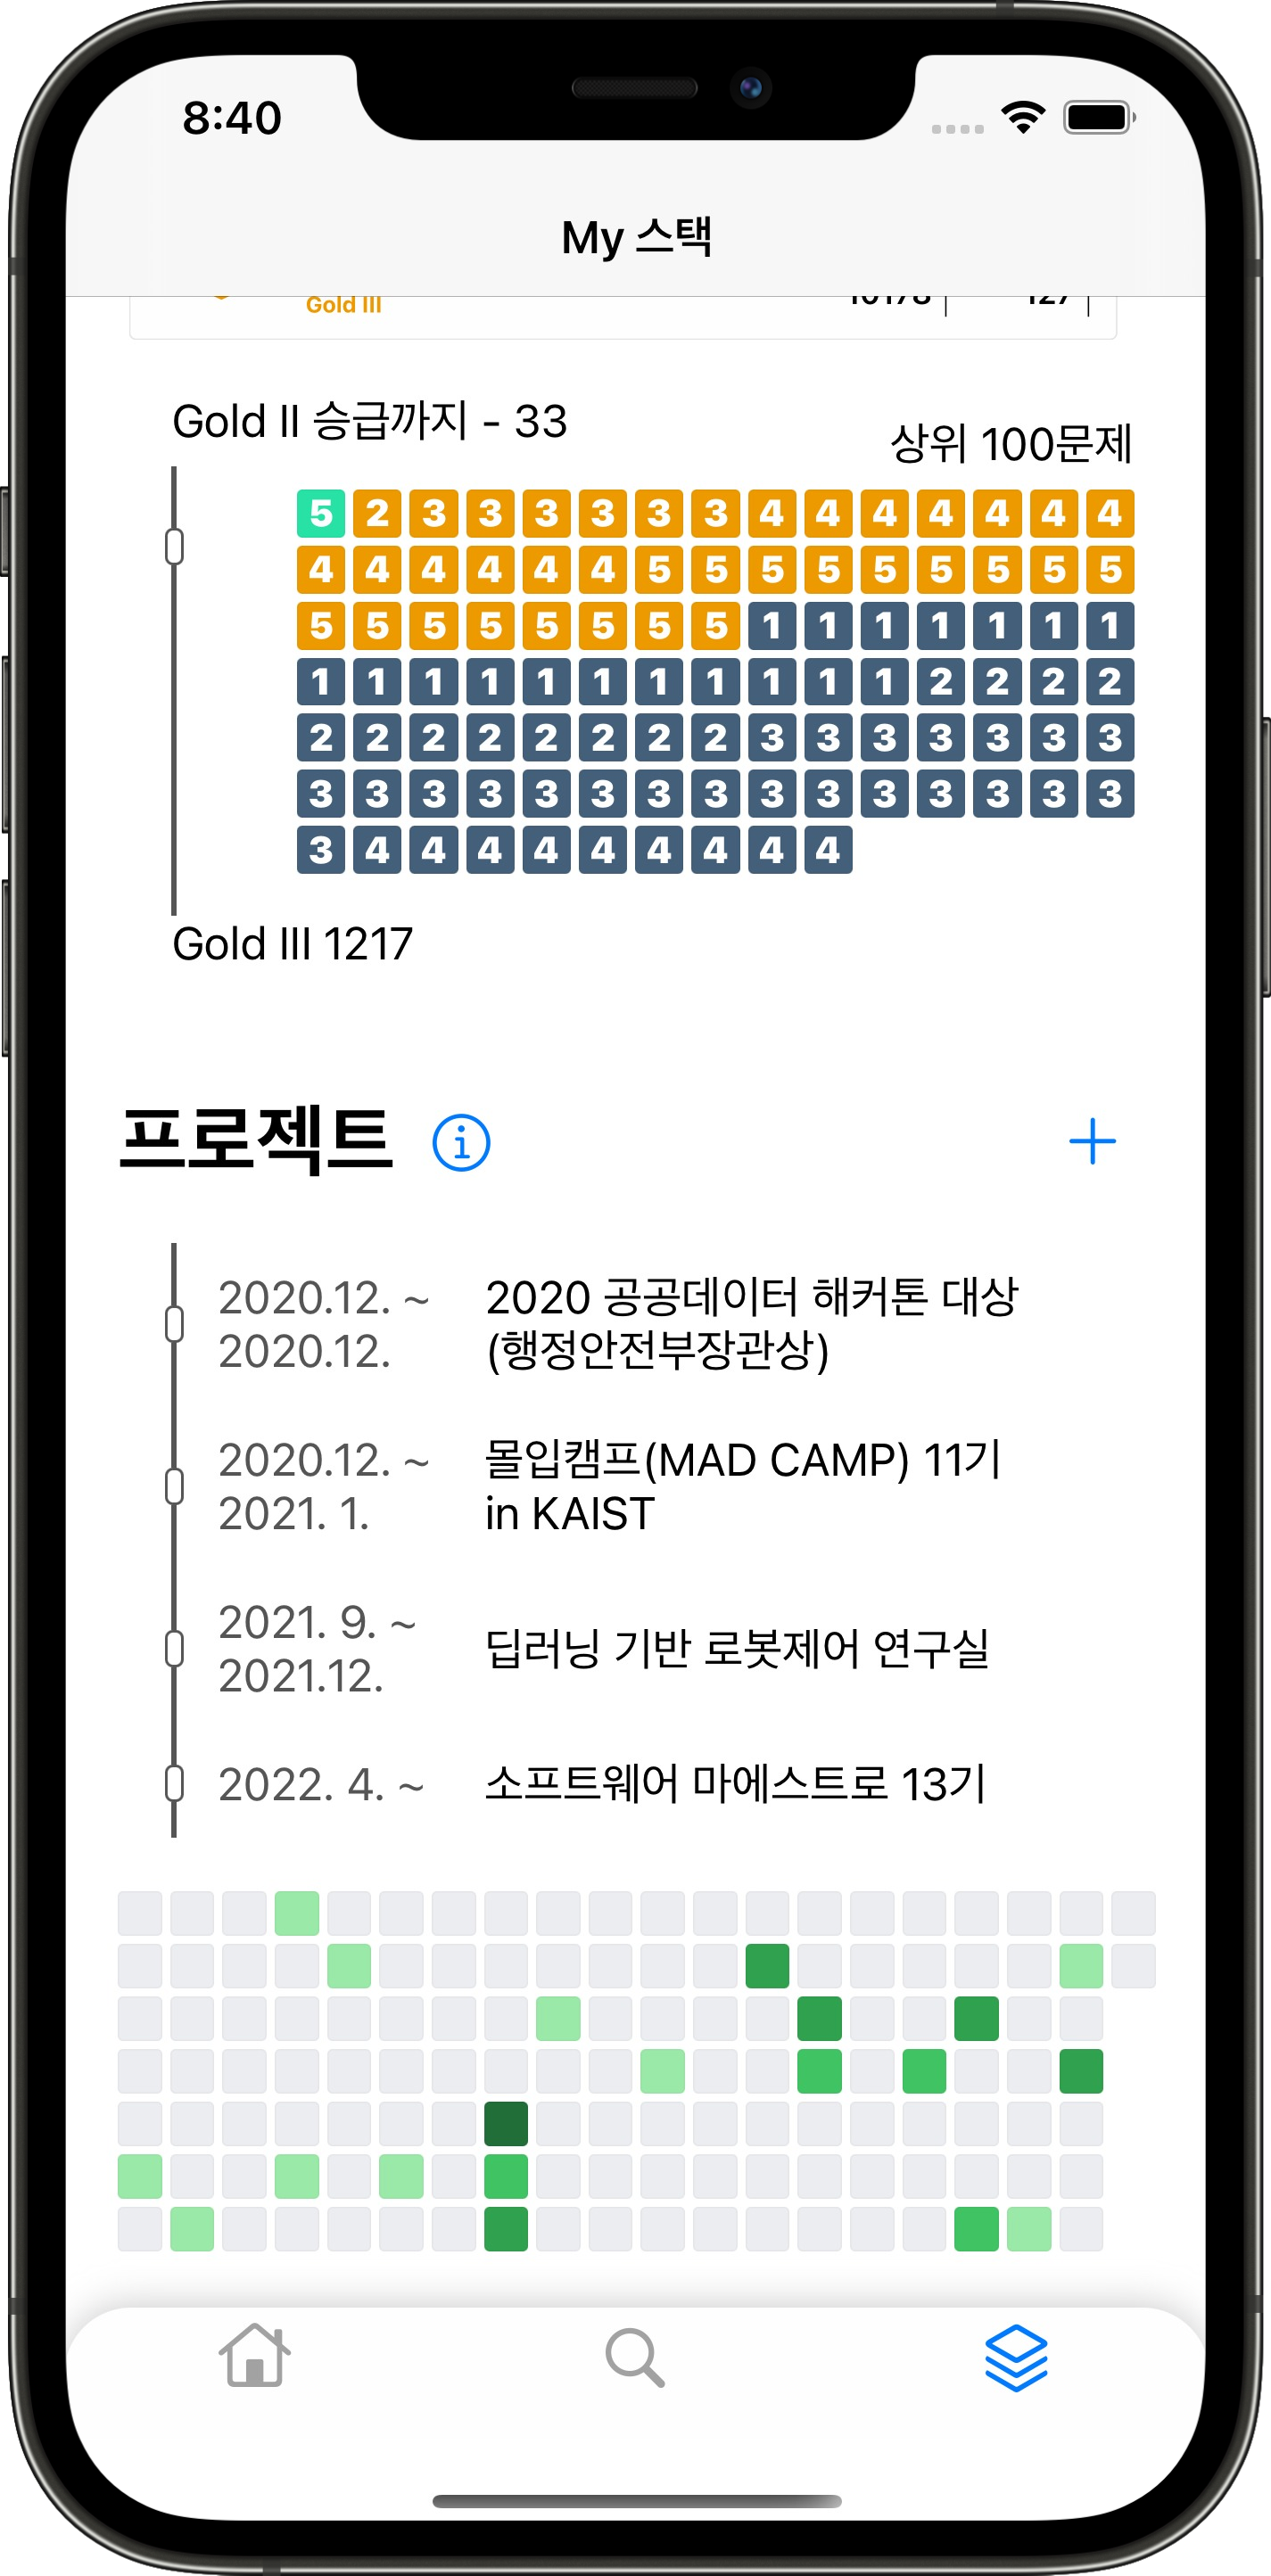 8:40
My 스택
Gold III
10178
127
Gold II 승급까지 - 33
상위 100문제
5 2 3 3 3 3 3 3 4 4 4 4 4 4 4
4 4 4 4 4 4 5 5 5 5 5 5 5 5 5
5 5 5 5 5 5 5 5 1 1 1 1 1 1 1
1 1 1 1 1 1 1 1 1 1 1 2 2 2 2
2 2 2 2 2 2 2 2 3 3 3 3 3 3 3
3 3 3 3 3 3 3 3 3 3 3 3 3 3 3
3 4 4 4 4 4 4 4 4 4
Gold III 1217
프로젝트
2020.12. ~
2020.12.
2020 공공데이터 해커톤 대상
(행정안전부장관상)
2020.12. ~
2021. 1.
몰입캠프(MAD CAMP) 11기
in KAIST
2021. 9. ~
2021.12.
딥러닝 기반 로봇제어 연구실
2022. 4. ~
소프트웨어 마에스트로 13기